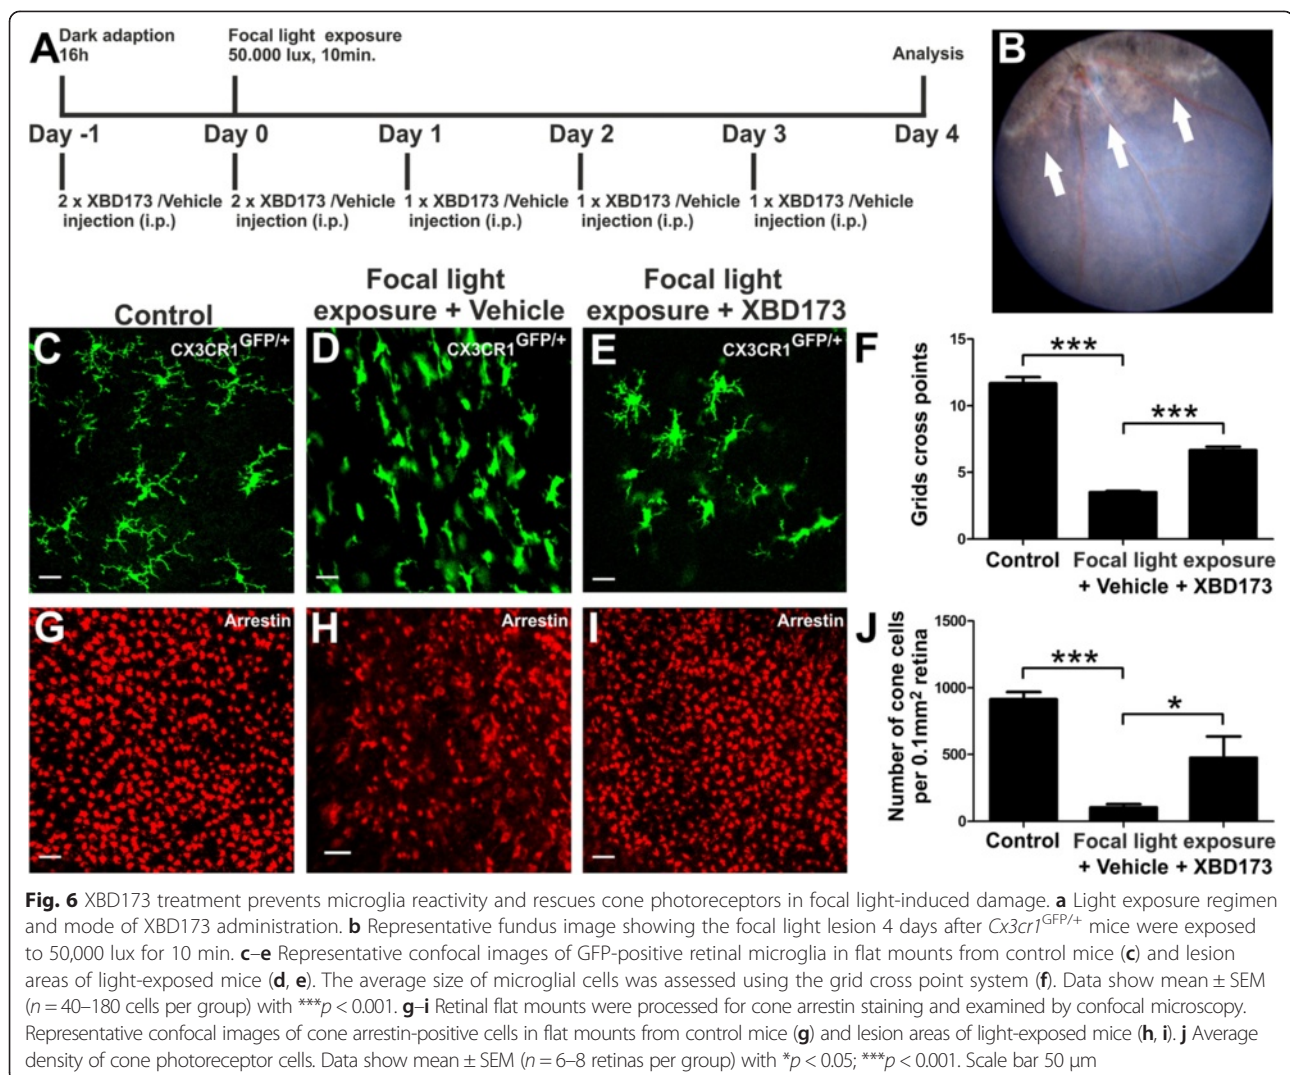 A
Dark adaption
16h
Focal light exposure
50.000 lux, 10min.
Analysis
Day -1
Day 0
Day 1
Day 2
Day 3
Day 4
2 x XBD173 /Vehicle
injection (i.p.)
2 x XBD173 /Vehicle
injection (i.p.)
1 x XBD173 /Vehicle
injection (i.p.)
1 x XBD173 /Vehicle
injection (i.p.)
1 x XBD173 /Vehicle
injection (i.p.)
B
Control
Focal light
exposure + Vehicle
Focal light
exposure + XBD173
C
CX3CR1GFP/+
D
CX3CR1GFP/+
E
CX3CR1GFP/+
F
Grids cross points
15
10
5
0
***
***
Control
Focal light exposure
+ Vehicle + XBD173
G
Arrestin
H
Arrestin
I
Arrestin
J
Number of cone cells
per 0.1mm² retina
1500
1000
500
0
***
*
Control
Focal light exposure
+ Vehicle + XBD173
Fig. 6 XBD173 treatment prevents microglia reactivity and rescues cone photoreceptors in focal light-induced damage. a Light exposure regimen
and mode of XBD173 administration. b Representative fundus image showing the focal light lesion 4 days after Cx3cr1GFP/+ mice were exposed
to 50,000 lux for 10 min. c–e Representative confocal images of GFP-positive retinal microglia in flat mounts from control mice (c) and lesion
areas of light-exposed mice (d, e). The average size of microglial cells was assessed using the grid cross point system (f). Data show mean ± SEM
(n = 40–180 cells per group) with ***p < 0.001. g–i Retinal flat mounts were processed for cone arrestin staining and examined by confocal microscopy.
Representative confocal images of cone arrestin-positive cells in flat mounts from control mice (g) and lesion areas of light-exposed mice (h, i). j Average
density of cone photoreceptor cells. Data show mean ± SEM (n = 6–8 retinas per group) with *p < 0.05; ***p < 0.001. Scale bar 50 μm